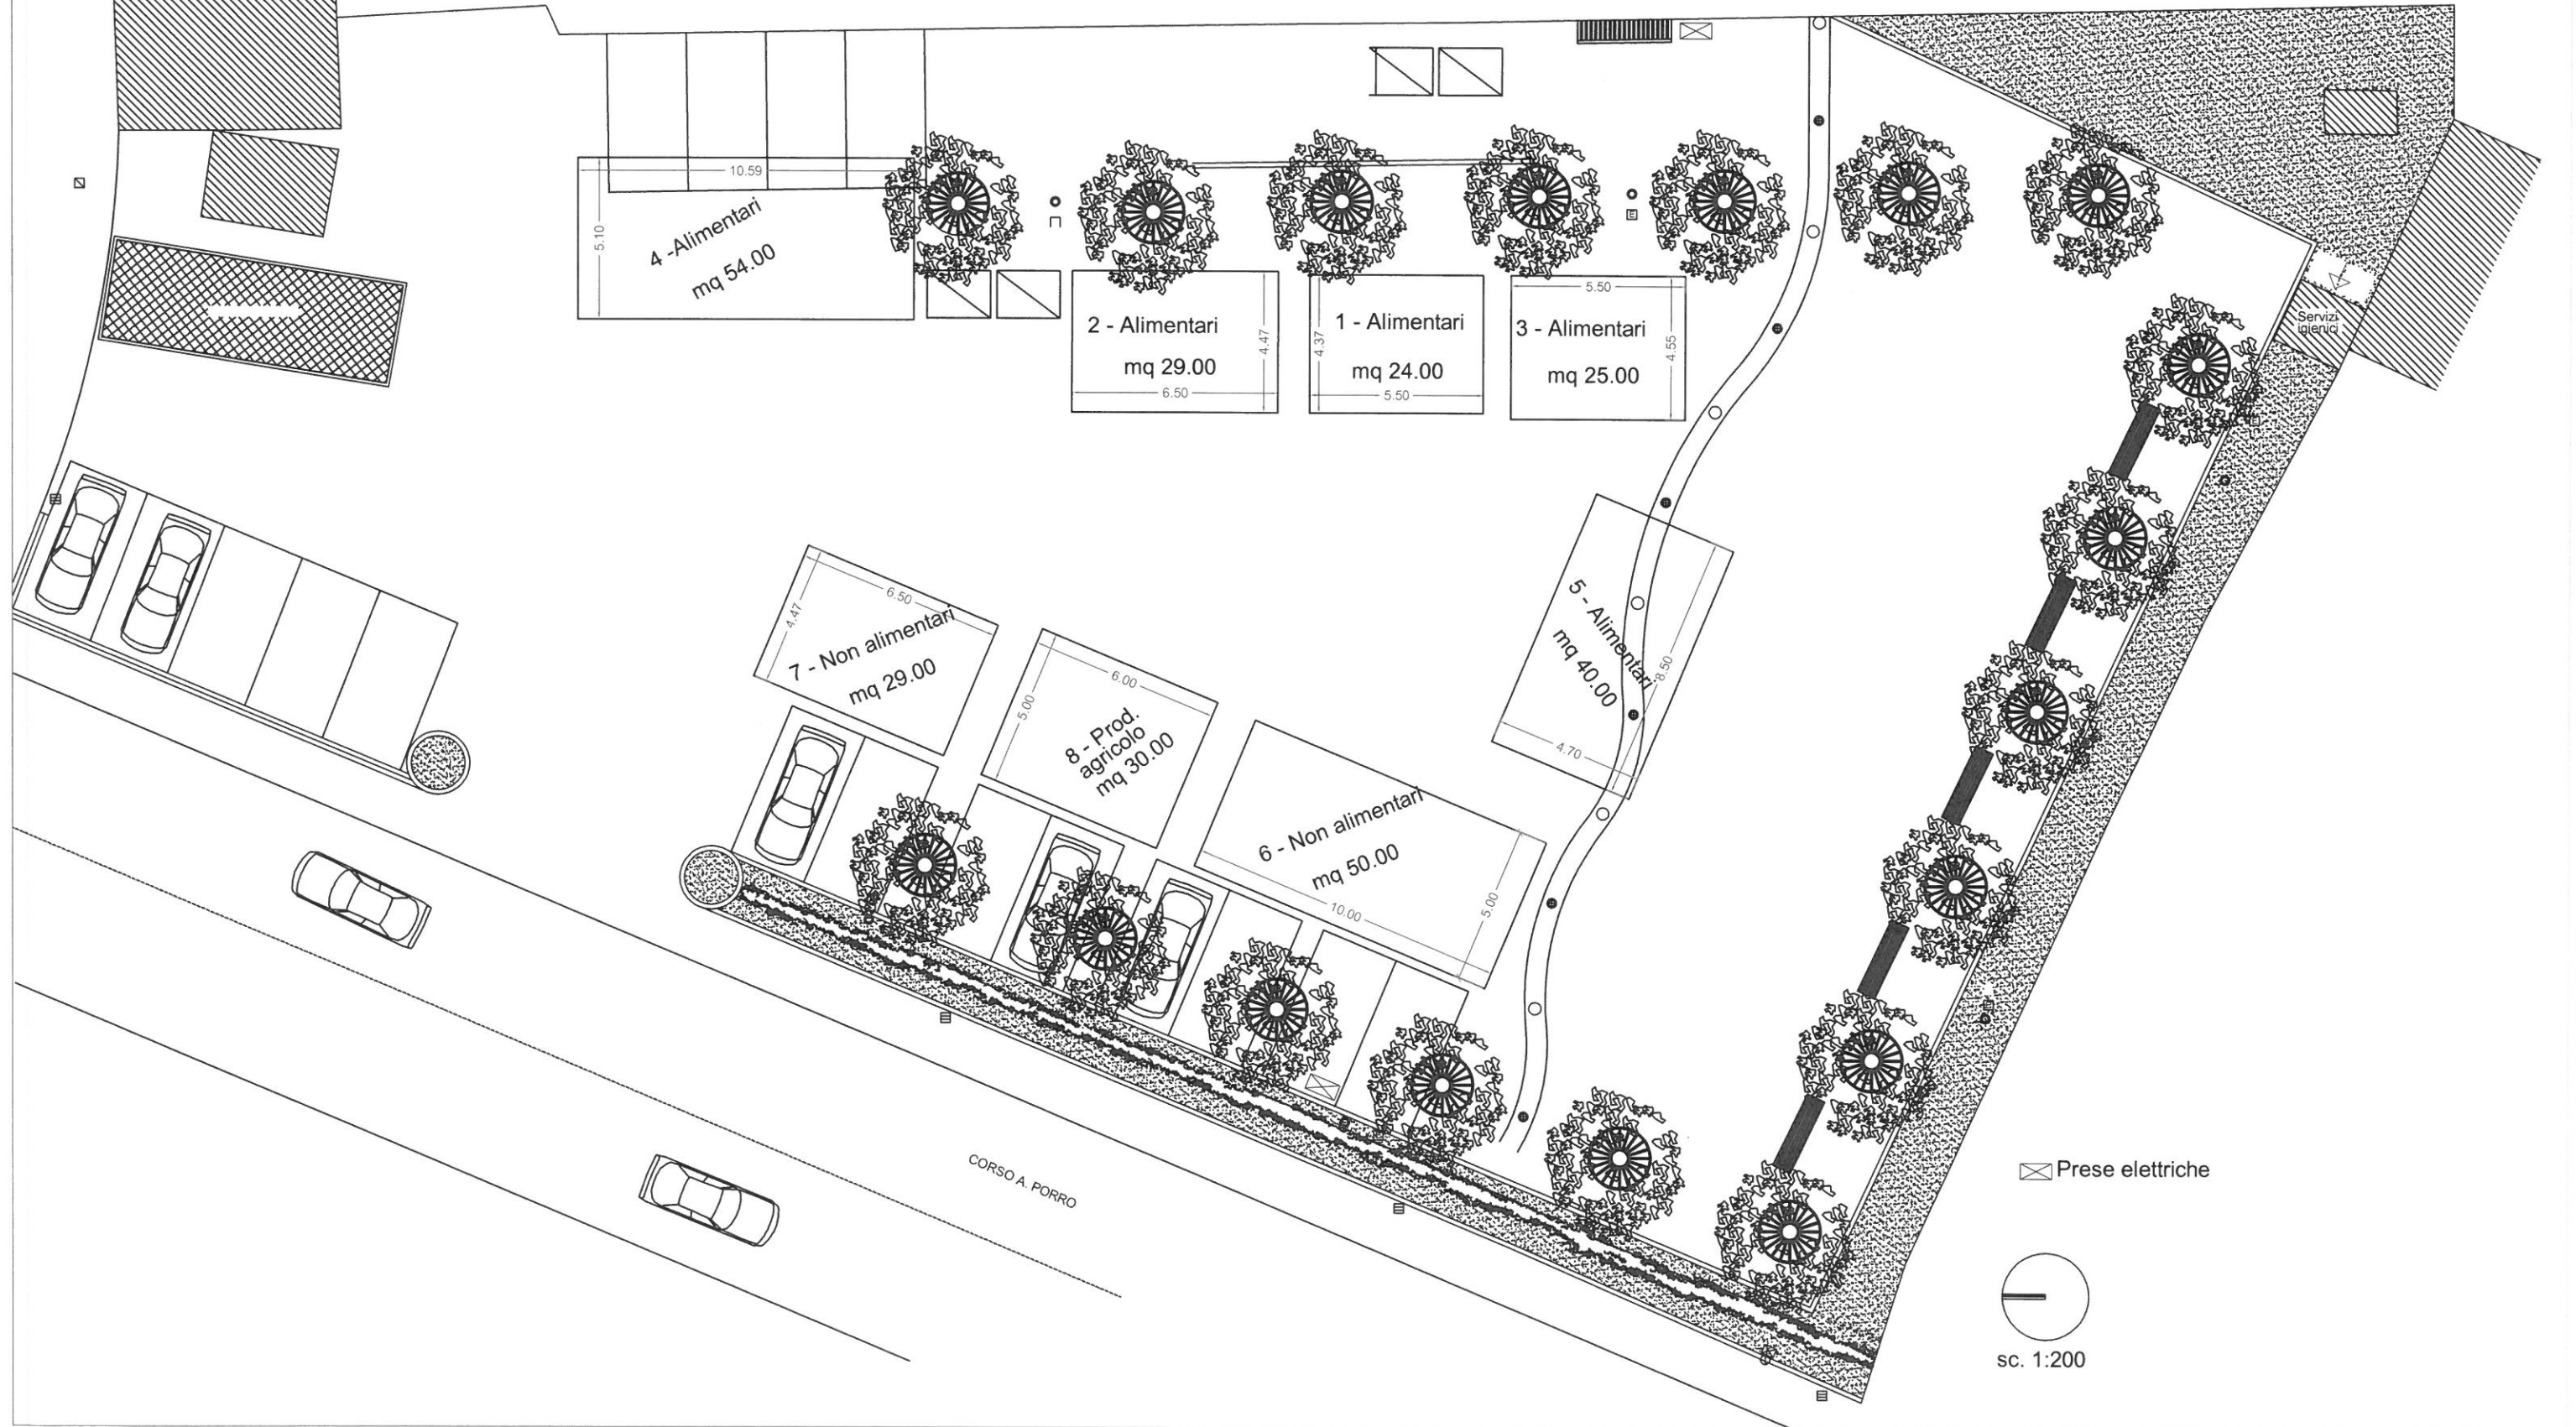 10.59
5.10
4 -Alimentari
mq 54.00
2 - Alimentari
mq 29.00
6.50
4.47
1 - Alimentari
mq 24.00
5.50
4.37
5.50
3 - Alimentari
mq 25.00
4.55
Servizi
igienici
6.50
4.47
7 - Non alimentari
mq 29.00
6.00
5.00
8 - Prod.
agricolo
mq 30.00
5 - Alimentari
mq 40.00
8.50
4.70
6 - Non alimentari
mq 50.00
10.00
5.00
CORSO A. PORRO
Prese elettriche
sc. 1:200